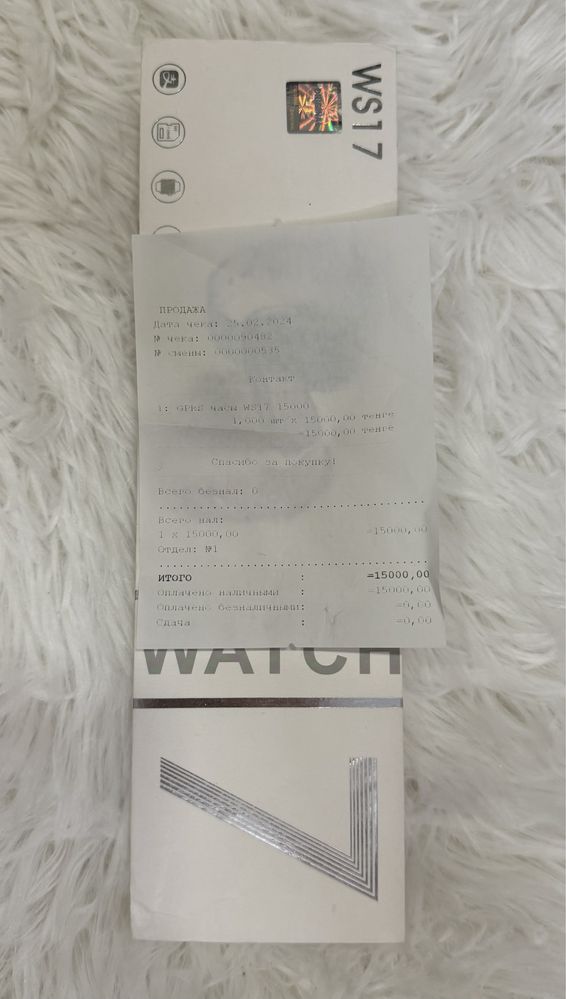 WS17
ПРОДАЖА
Дата чека: 25.02.2024
№ чека: 0000090482
№ смены: 0000000535
Контакт
1: GPRS часы WS17 15000
1,000 шт х 15000,00 тенге
=15000,00 тенге
Спасибо за покупку!
Всего безнал: 0
Всего нал:
1 х 15000,00 =15000,00
Отдел: №1
ИТОГО : =15000,00
Оплачено наличными : =15000,00
Оплачено безналичными: =0,00
Сдача : =0,00
WATCH
7